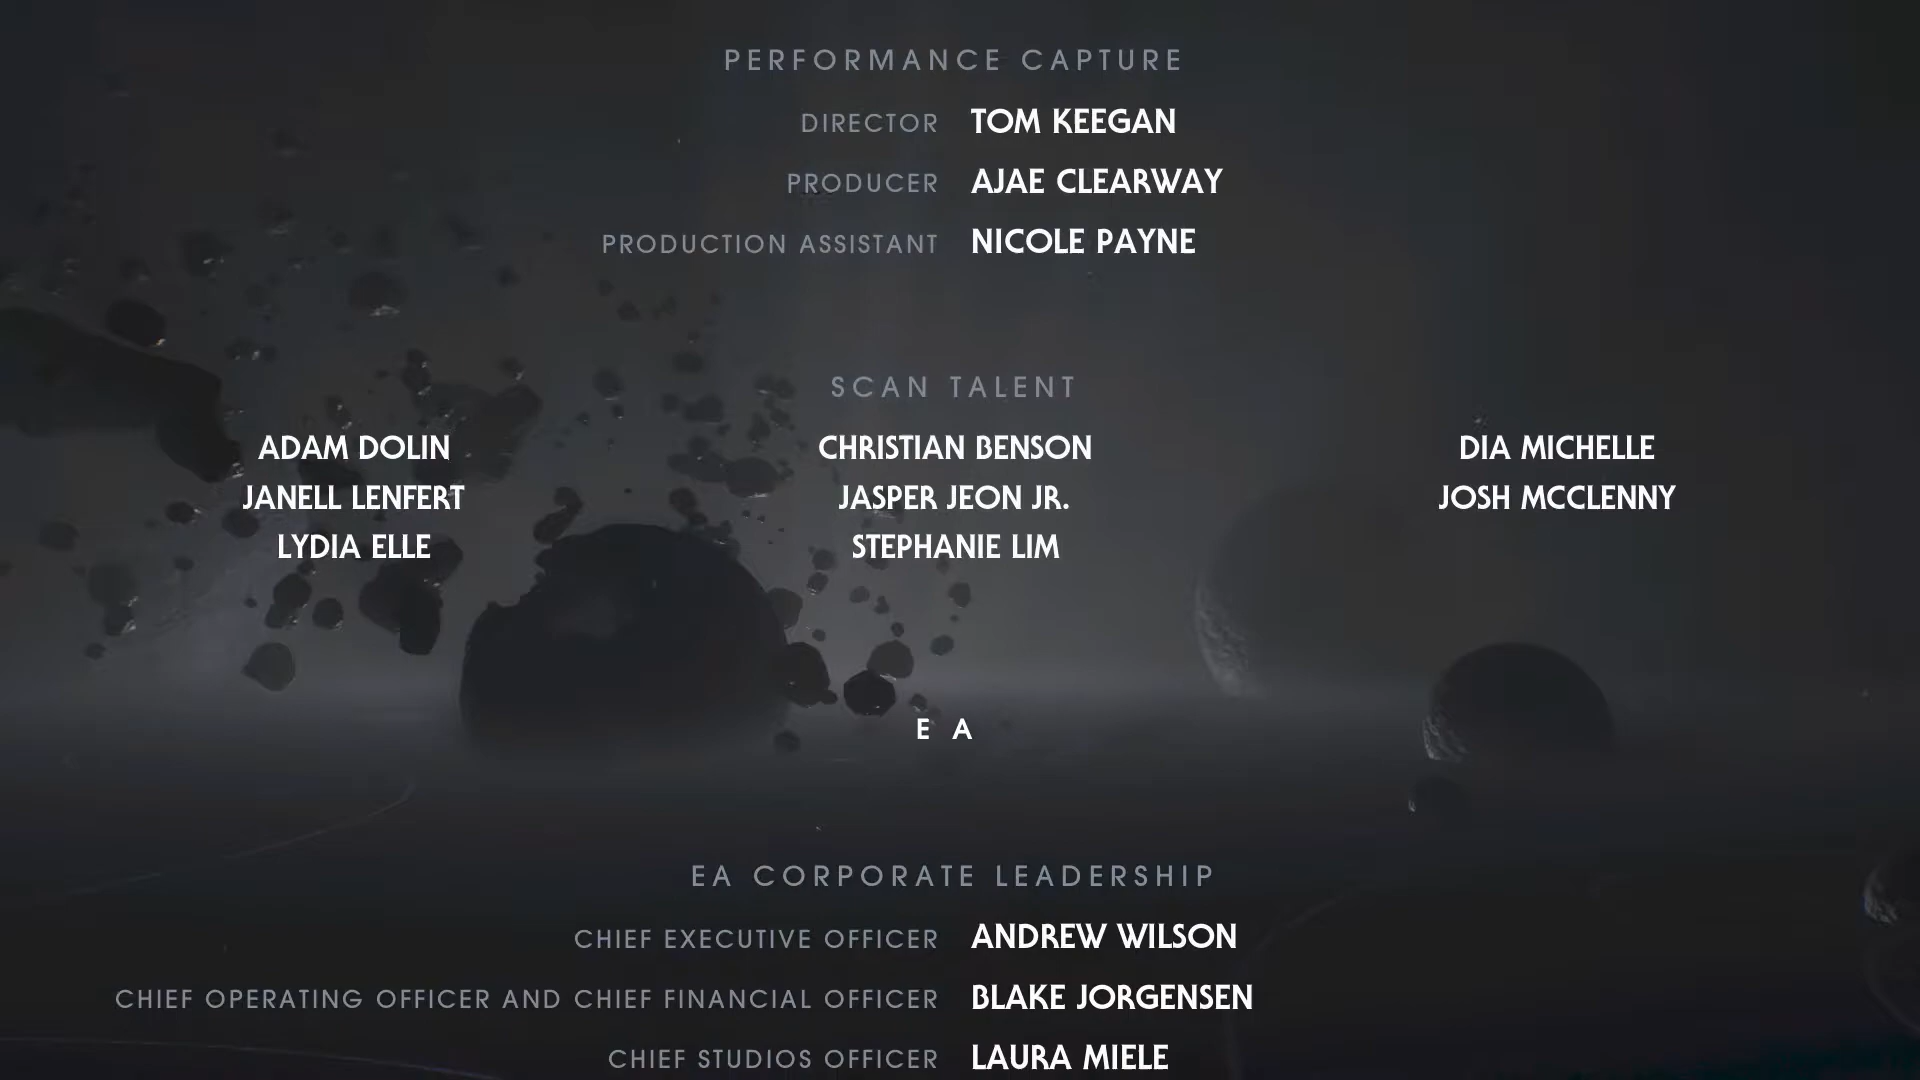 PERFORMANCE CAPTURE
DIRECTOR TOM KEEGAN
PRODUCER AJAE CLEARWAY
PRODUCTION ASSISTANT NICOLE PAYNE
SCAN TALENT
ADAM DOLIN CHRISTIAN BENSON DIA MICHELLE
JANELL LENFERT JASPER JEON JR. JOSH MCCLENNY
LYDIA ELLE STEPHANIE LIM
E A
EA CORPORATE LEADERSHIP
CHIEF EXECUTIVE OFFICER ANDREW WILSON
CHIEF OPERATING OFFICER AND CHIEF FINANCIAL OFFICER BLAKE JORGENSEN
CHIEF STUDIOS OFFICER LAURA MIELE